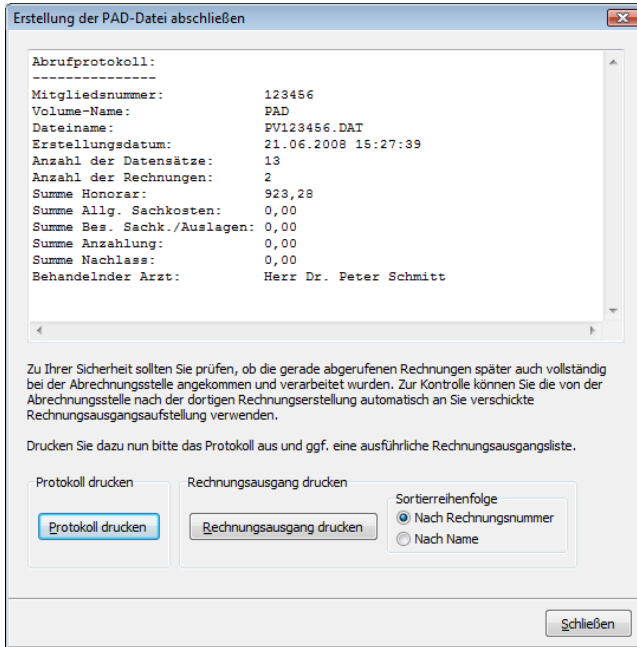 Erstellung der PAD-Datei abschließen
Abrufprotokoll:
---------------
Mitgliedsnummer: 123456
Volume-Name: PAD
Dateiname: PV123456.DAT
Erstellungsdatum: 21.06.2008 15:27:39
Anzahl der Datensätze: 13
Anzahl der Rechnungen: 2
Summe Honorar: 923,28
Summe Allg. Sachkosten: 0,00
Summe Bes. Sachk./Auslagen: 0,00
Summe Anzahlung: 0,00
Summe Nachlass: 0,00
Behandelnder Arzt: Herr Dr. Peter Schmitt
Zu Ihrer Sicherheit sollten Sie prüfen, ob die gerade abgerufenen Rechnungen später auch vollständig
bei der Abrechnungsstelle angekommen und verarbeitet wurden. Zur Kontrolle können Sie die von der
Abrechnungsstelle nach der dortigen Rechnungserstellung automatisch an Sie verschickte
Rechnungsausgangsaufstellung verwenden.
Drucken Sie dazu nun bitte das Protokoll aus und ggf. eine ausführliche Rechnungsausgangsliste.
Protokoll drucken
Protokoll drucken
Rechnungsausgang drucken
Rechnungsausgang drucken
Sortierreihenfolge
Nach Rechnungsnummer
Nach Name
Schließen